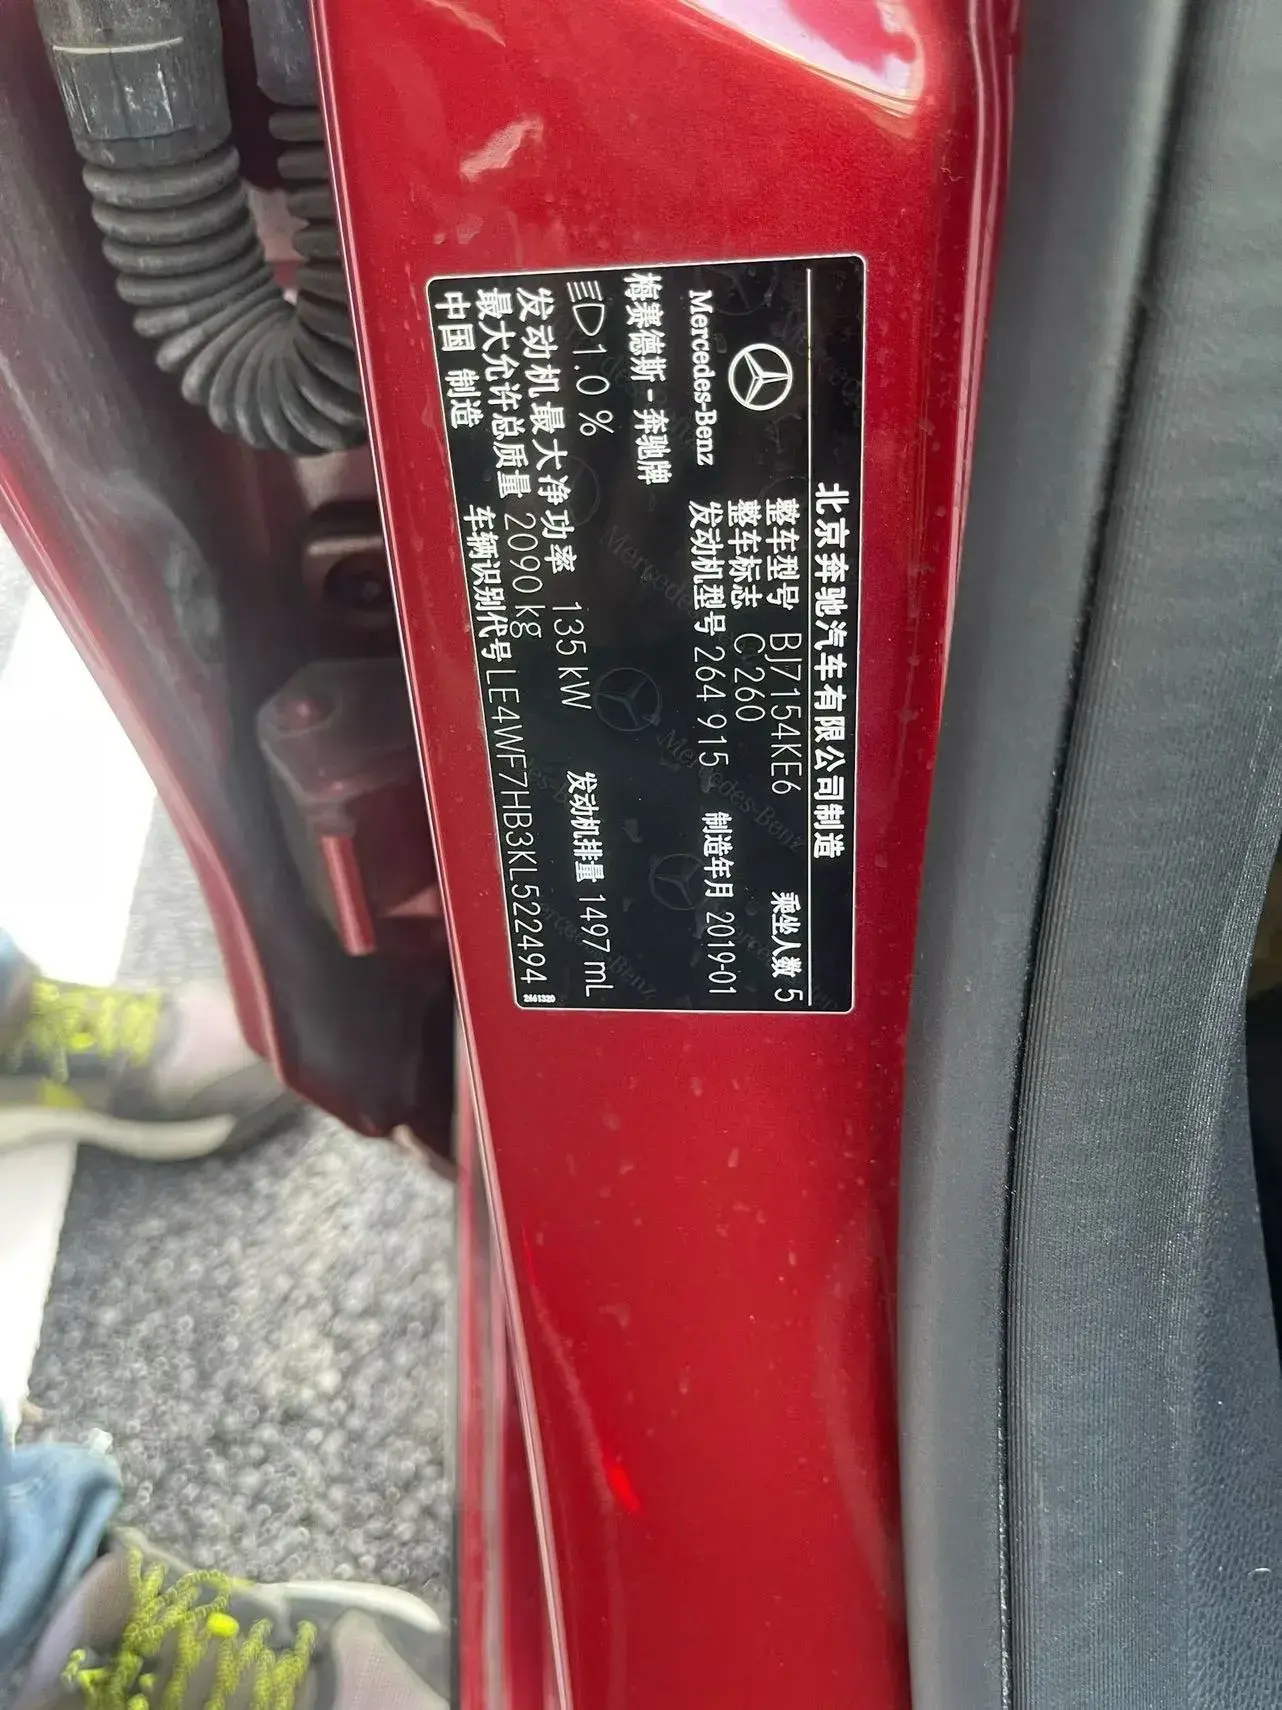 北京奔驰汽车有限公司制造
Mercedes-Benz
梅赛德斯-奔驰牌
整车型号 BJ7154KE6 乘坐人数 5
整车标志 C 260
发动机型号 264 915 制造年月 2019-01
1.0 %
发动机最大净功率 135 kW 发动机排量 1497 mL
最大允许总质量 2090 kg
中国 制造 车辆识别代号 LE4WF7HB3KL522494
2661320